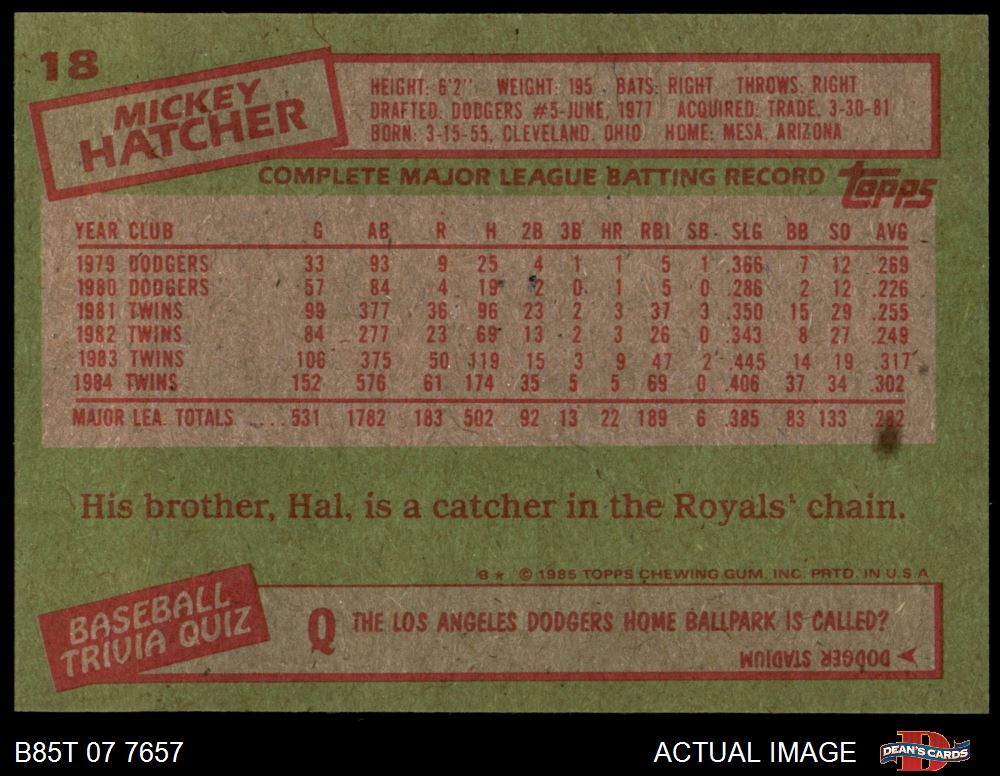 18
MICKEY
HATCHER
HEIGHT: 6'2" WEIGHT: 195 BATS: RIGHT THROWS: RIGHT
DRAFTED: DODGERS #5-JUNE, 1977 ACQUIRED: TRADE, 3-30-81
BORN: 3-15-55, CLEVELAND, OHIO HOME: MESA, ARIZONA
COMPLETE MAJOR LEAGUE BATTING RECORD topps
YEAR CLUB G AB R H 2B 3B HR RBI SB SLG BB SO AVG
1979 DODGERS 33 93 9 25 4 1 1 5 1 .366 7 12 .269
1980 DODGERS 57 84 4 19 2 0 1 5 0 .286 2 12 .226
1981 TWINS 99 377 36 96 23 2 3 37 3 .350 15 29 .255
1982 TWINS 84 277 23 69 13 2 3 26 0 .343 8 27 .249
1983 TWINS 106 375 50 119 15 3 9 47 2 .445 14 19 .317
1984 TWINS 152 576 61 174 35 5 5 69 0 .406 37 34 .302
MAJOR LEA. TOTALS ....531 1782 183 502 92 13 22 189 6 .385 83 133 .282
His brother, Hal, is a catcher in the Royals' chain.
B* © 1985 TOPPS CHEWING GUM, INC. PRTD. IN U.S.A.
BASEBALL
TRIVIA QUIZ
Q THE LOS ANGELES DODGERS HOME BALLPARK IS CALLED?
DODGER STADIUM
B85T 07 7657
ACTUAL IMAGE
D
DEAN'S CARDS